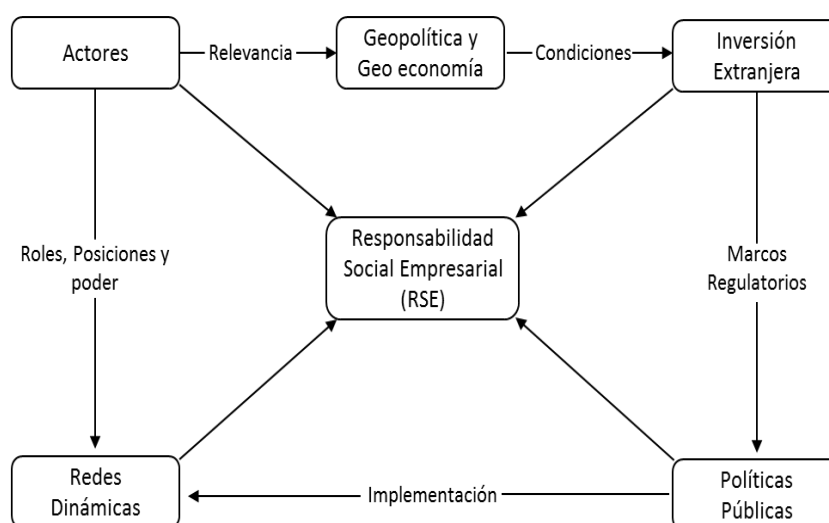 Actores
Relevancia
Geopolítica y
Geo economía
Condiciones
Inversión
Extranjera
Roles, Posiciones y
poder
Responsabilidad
Social Empresarial
(RSE)
Marcos
Regulatorios
Redes
Dinámicas
Implementación
Políticas
Públicas